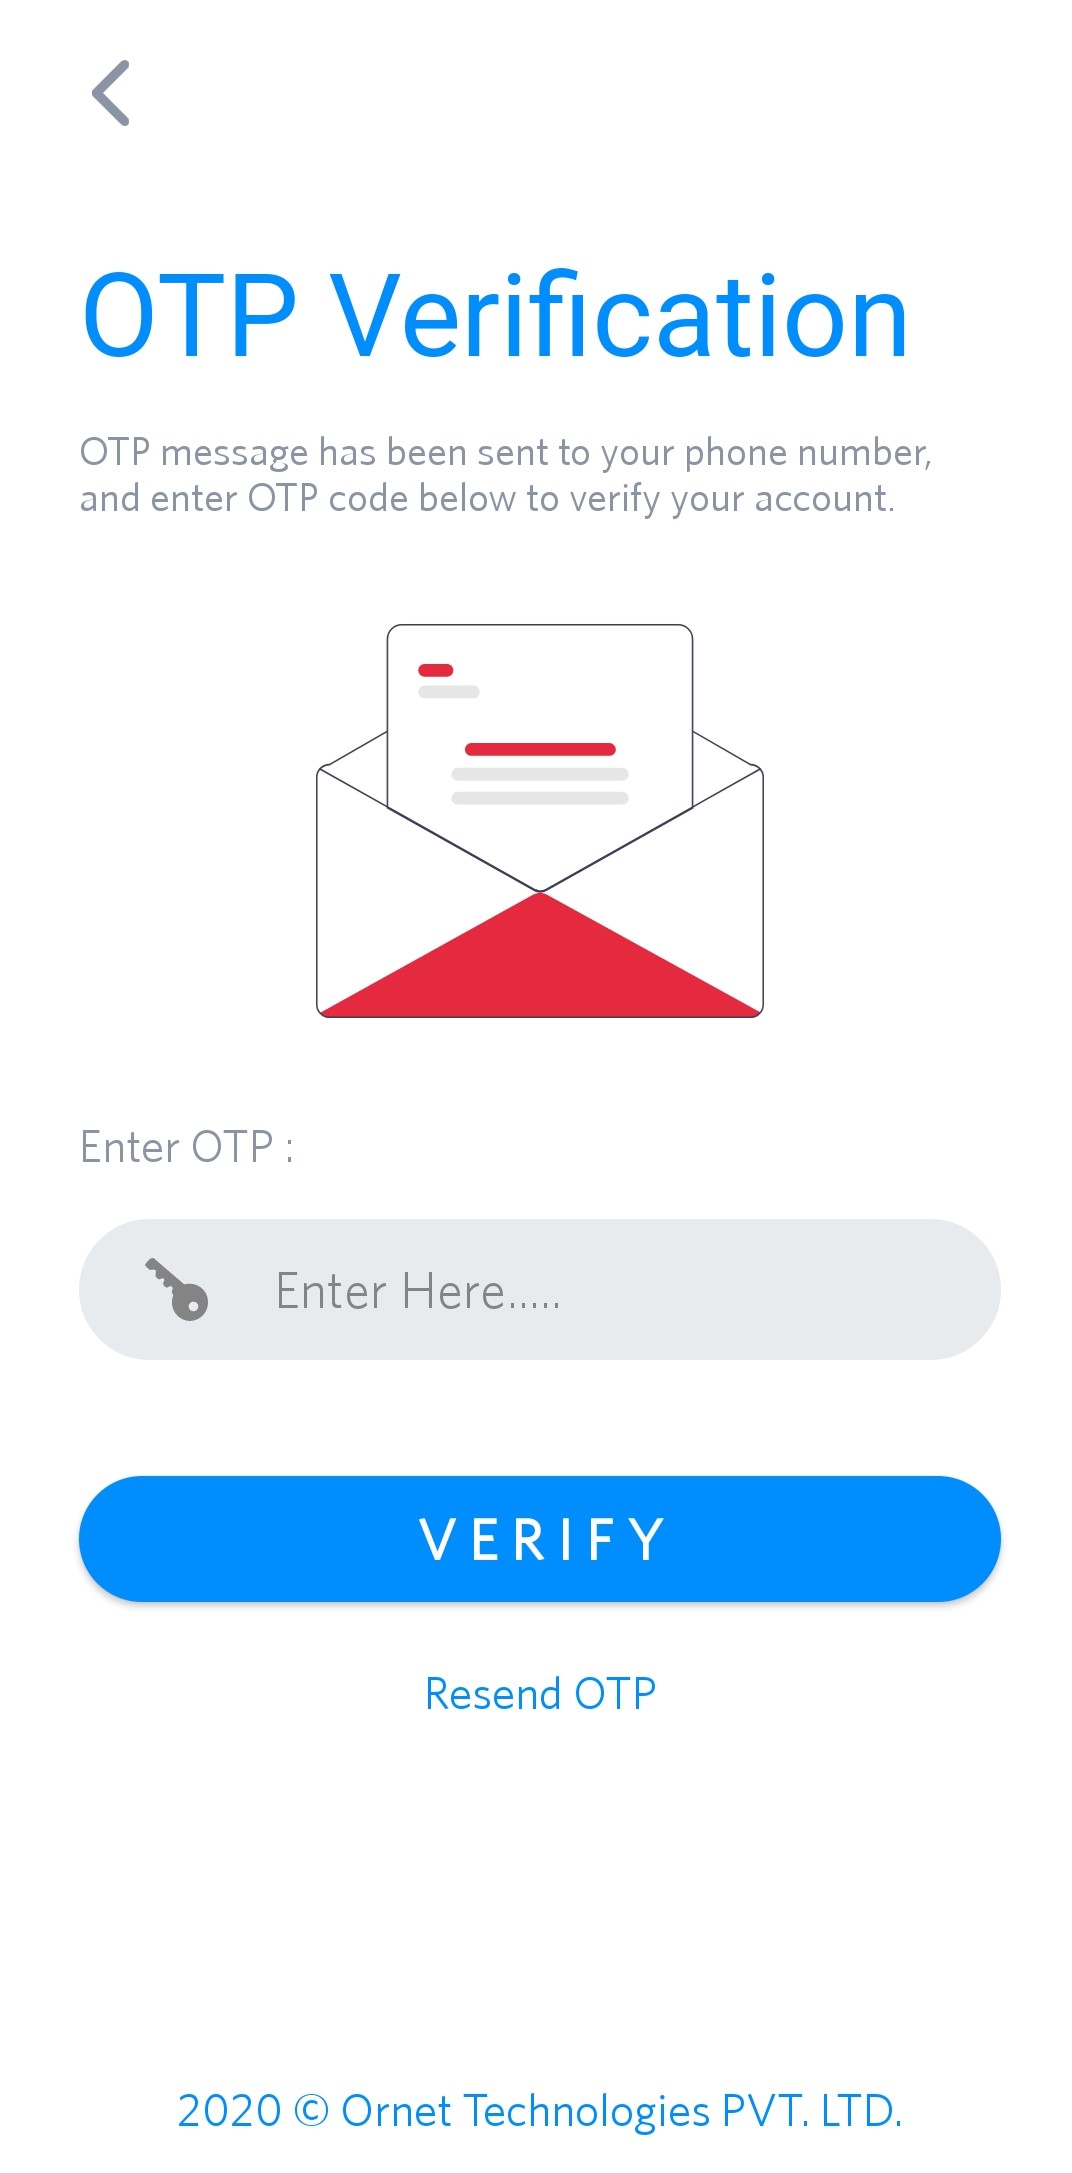 OTP Verification
OTP message has been sent to your phone number,
and enter OTP code below to verify your account.
Enter OTP :
Enter Here.....
VERIFY
Resend OTP
2020 © Ornet Technologies PVT. LTD.